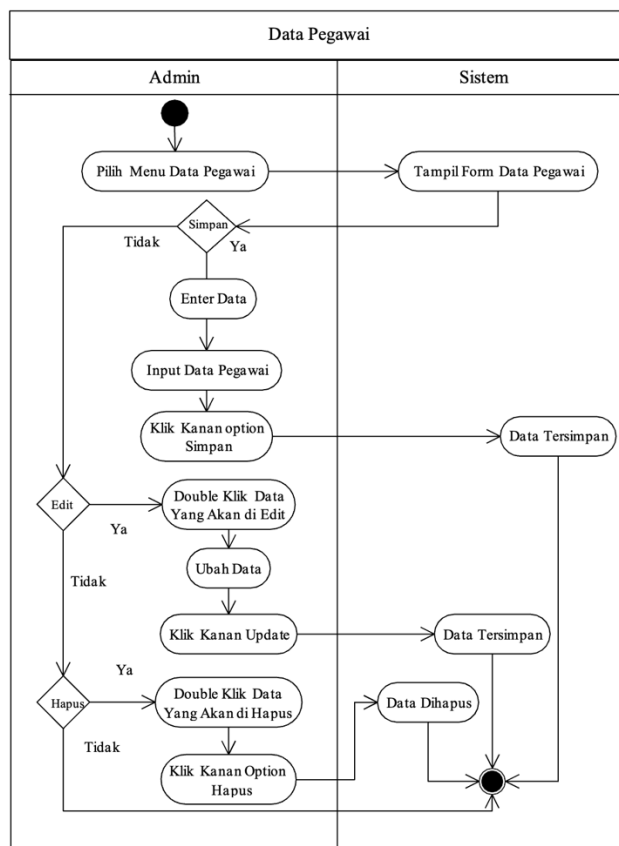 Data Pegawai
Admin
Sistem
Pilih Menu Data Pegawai
Tampil Form Data Pegawai
Simpan
Tidak
Ya
Enter Data
Input Data Pegawai
Klik Kanan option
Simpan
Data Tersimpan
Edit
Ya
Double Klik Data
Yang Akan di Edit
Tidak
Ubah Data
Klik Kanan Update
Data Tersimpan
Hapus
Ya
Double Klik Data
Yang Akan di Hapus
Data Dihapus
Tidak
Klik Kanan Option
Hapus